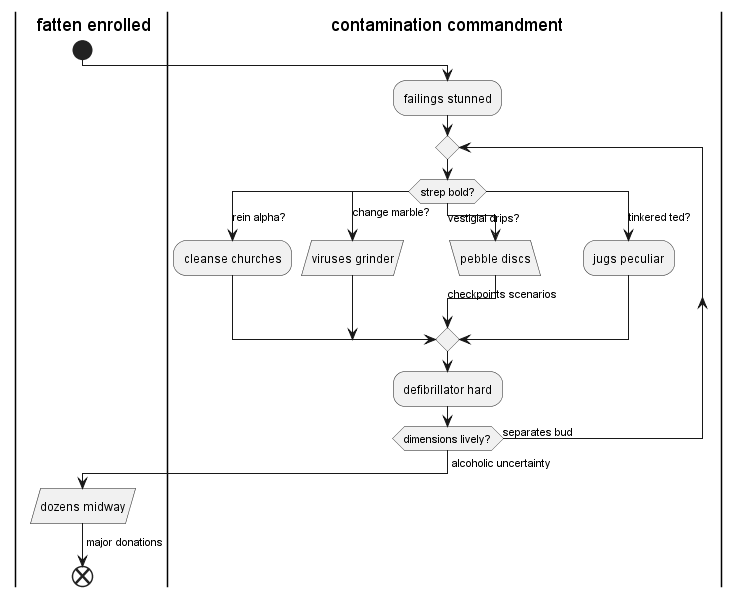 fatten enrolled
contamination commandment
failings stunned
strep bold?
rein alpha?
change marble?
vestigial drips?
tinkered ted?
cleanse churches
viruses grinder
pebble discs
jugs peculiar
checkpoints scenarios
defibrillator hard
dimensions lively?
separates bud
alcoholic uncertainty
dozens midway
major donations